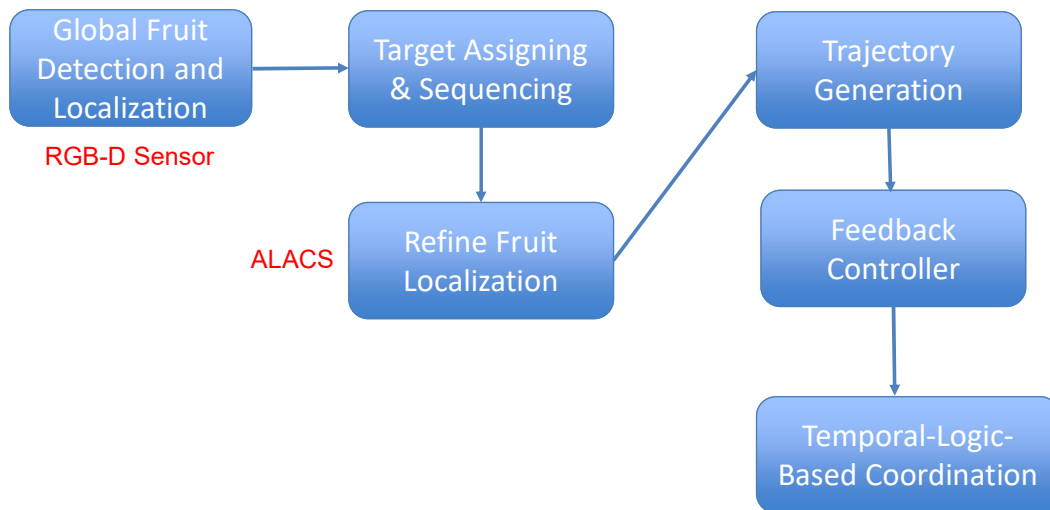 Global Fruit
Detection and
Localization
RGB-D Sensor
Target Assigning
& Sequencing
ALACS
Refine Fruit
Localization
Trajectory
Generation
Feedback
Controller
Temporal-Logic-
Based Coordination